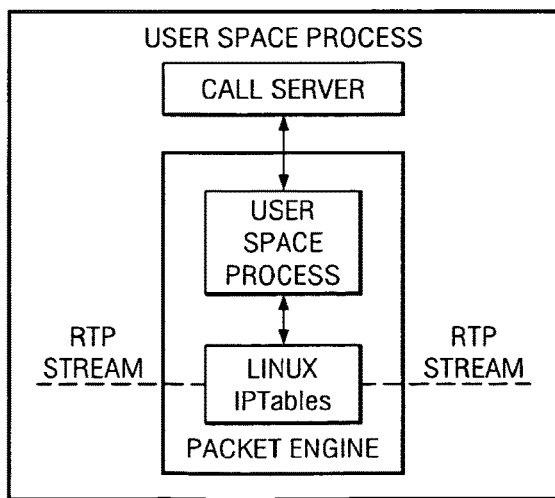 USER SPACE PROCESS
CALL SERVER
USER
SPACE
PROCESS
RTP
STREAM
LINUX
IPTables
RTP
STREAM
PACKET ENGINE